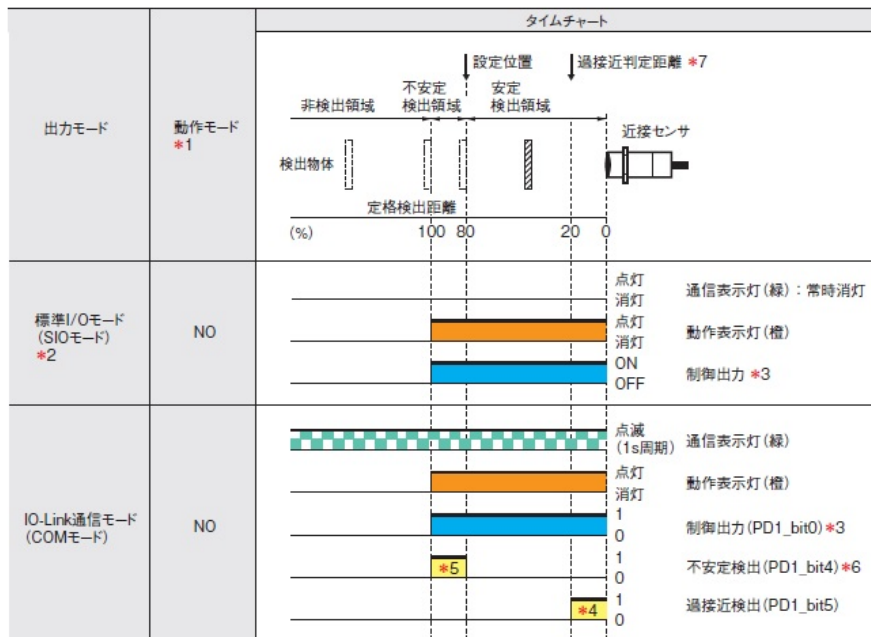 タイムチャート
出力モード
動作モード
*1
設定位置
過接近判定距離 *7
非検出領域
不安定
検出領域
安定
検出領域
近接センサ
検出物体
定格検出距離
(%)
100 80 20 0
標準I/Oモード
(SIOモード)
*2
NO
点灯
消灯
通信表示灯(緑):常時消灯
点灯
消灯
動作表示灯(橙)
ON
OFF
制御出力 *3
IO-Link通信モード
(COMモード)
NO
点滅
(1s周期)
通信表示灯(緑)
点灯
消灯
動作表示灯(橙)
1
0
制御出力(PD1_bit0)*3
*5
1
0
不安定検出(PD1_bit4)*6
*4
1
0
過接近検出(PD1_bit5)